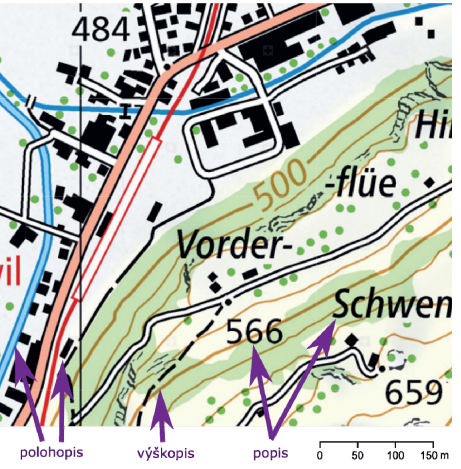 484
Hi
500
-flüe
Vorder-
vil
Schwen
566
659
polohopis
výškopis
popis
0 50 100 150 m